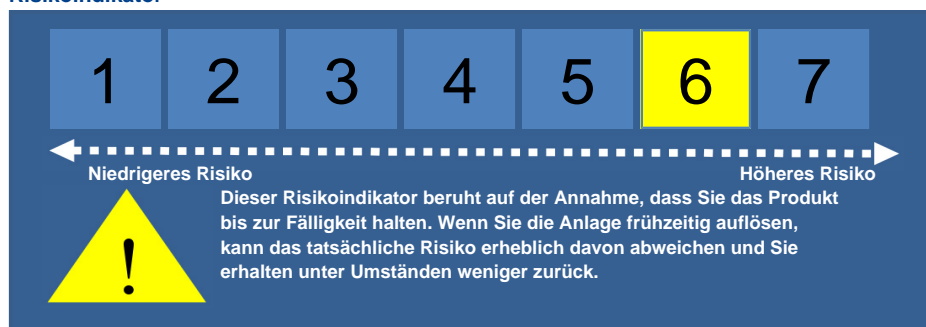 Risikoindikator
1 2 3 4 5 6 7
Niedrigeres Risiko Höheres Risiko
Dieser Risikoindikator beruht auf der Annahme, dass Sie das Produkt
bis zur Fälligkeit halten. Wenn Sie die Anlage frühzeitig auflösen,
kann das tatsächliche Risiko erheblich davon abweichen und Sie
erhalten unter Umständen weniger zurück.
!